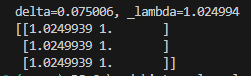 delta=0.075006, _lambda=1.024994
[[1.0249939 1.        ]
 [1.0249939 1.        ]
 [1.0249939 1.        ]]